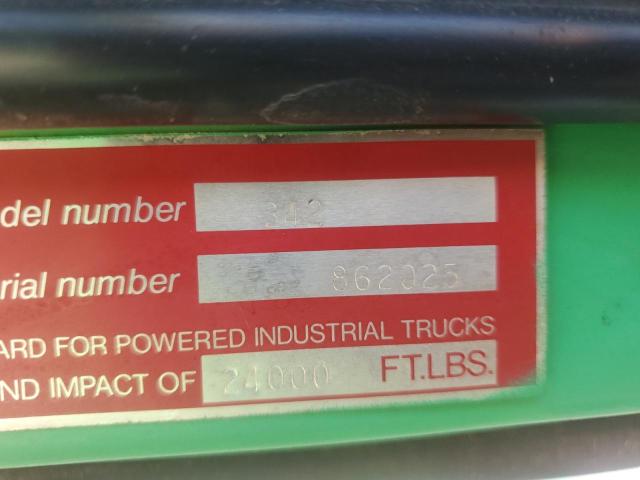 del number 342
rial number 862025
ARD FOR POWERED INDUSTRIAL TRUCKS
ND IMPACT OF 24000 FT.LBS.